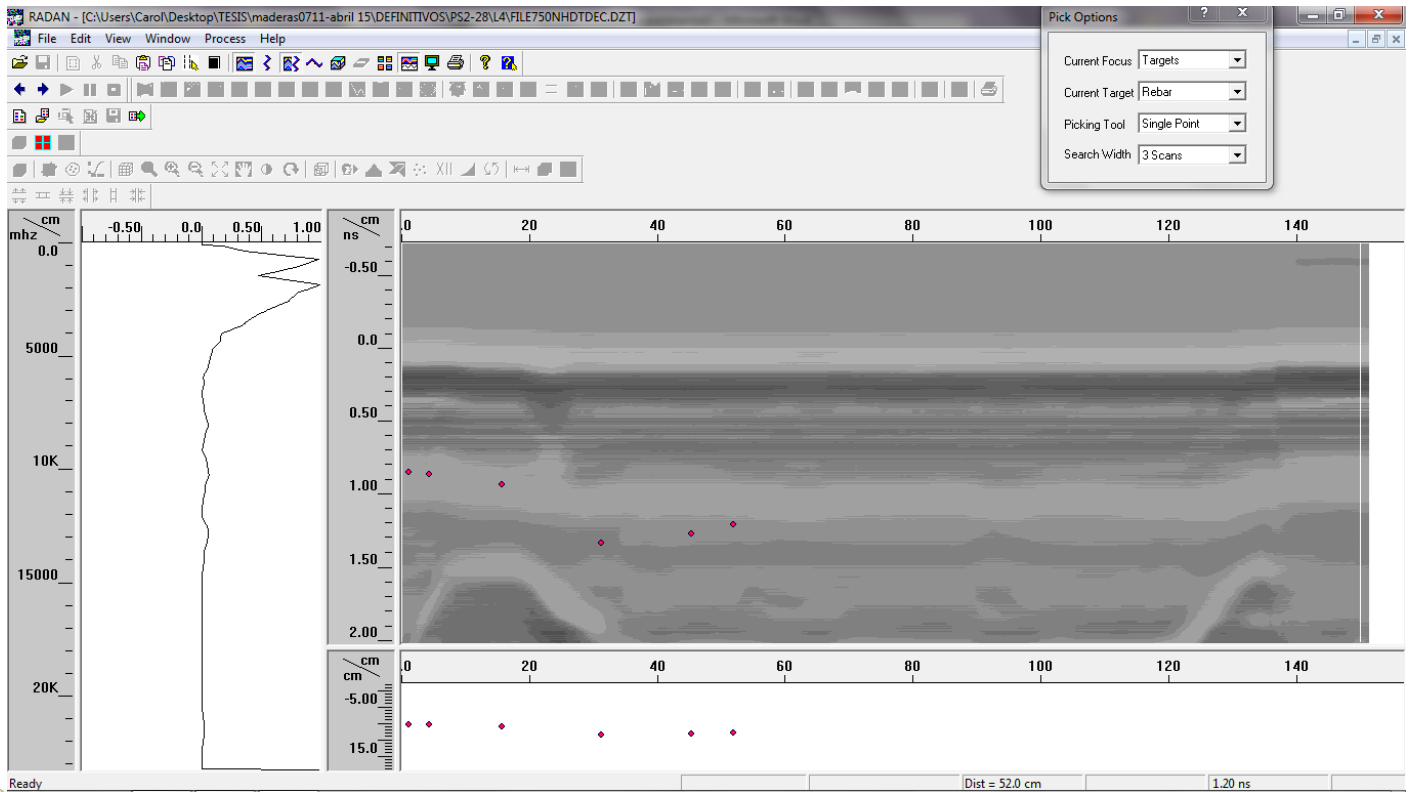 RADAN - [C:\Users\Carol\Desktop\TESIS\maderas0711-abril 15\DEFINITIVOS\PS2-28\L4\FILE750NHDTDEC.DZT]
File Edit View Window Process Help
Pick Options
Current Focus Targets
Current Target Rebar
Picking Tool Single Point
Search Width 3 Scans
XII
cm
mhz
-0.50 0.0 0.50 1.00
cm
ns
.0 20 40 60 80 100 120 140
0.0
5000
10K
15000
20K
-0.50
0.0
0.50
1.00
1.50
2.00
cm
cm
.0 20 40 60 80 100 120 140
-5.00
15.0
Ready
Dist = 52.0 cm
1.20 ns